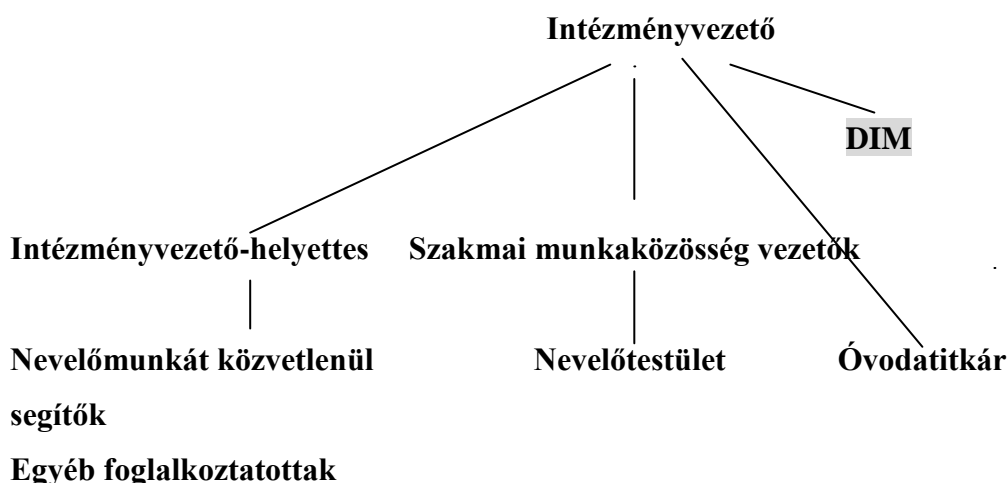 Intézményvezető
DIM
Intézményvezető-helyettes Szakmai munkaközösség vezetők
Nevelőmunkát közvetlenül Nevelőtestület Óvodatitkár
segítők
Egyéb foglalkoztatottak